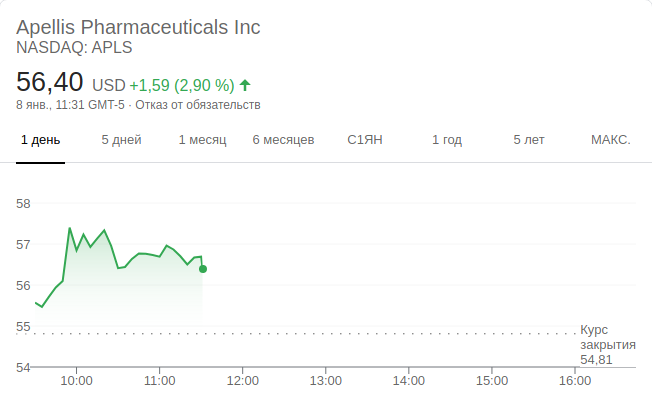 Apellis Pharmaceuticals Inc
NASDAQ: APLS
56,40 USD +1,59 (2,90 %)
8 янв., 11:31 GMT-5 · Отказ от обязательств
1 день 5 дней 1 месяц 6 месяцев С1ЯН 1 год 5 лет МАКС.
58
57
56
55
Курс
закрытия
54,81
54
10:00 11:00 12:00 13:00 14:00 15:00 16:00